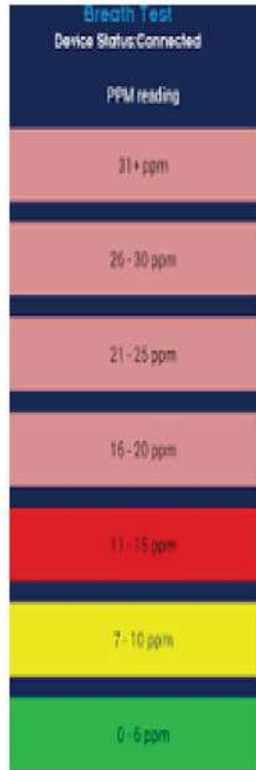 Breath Test
Device Status:Connected
PPM reading
31+ ppm
26 - 30 ppm
21 - 25 ppm
16 - 20 ppm
11 - 15 ppm
7 - 10 ppm
0 - 6 ppm